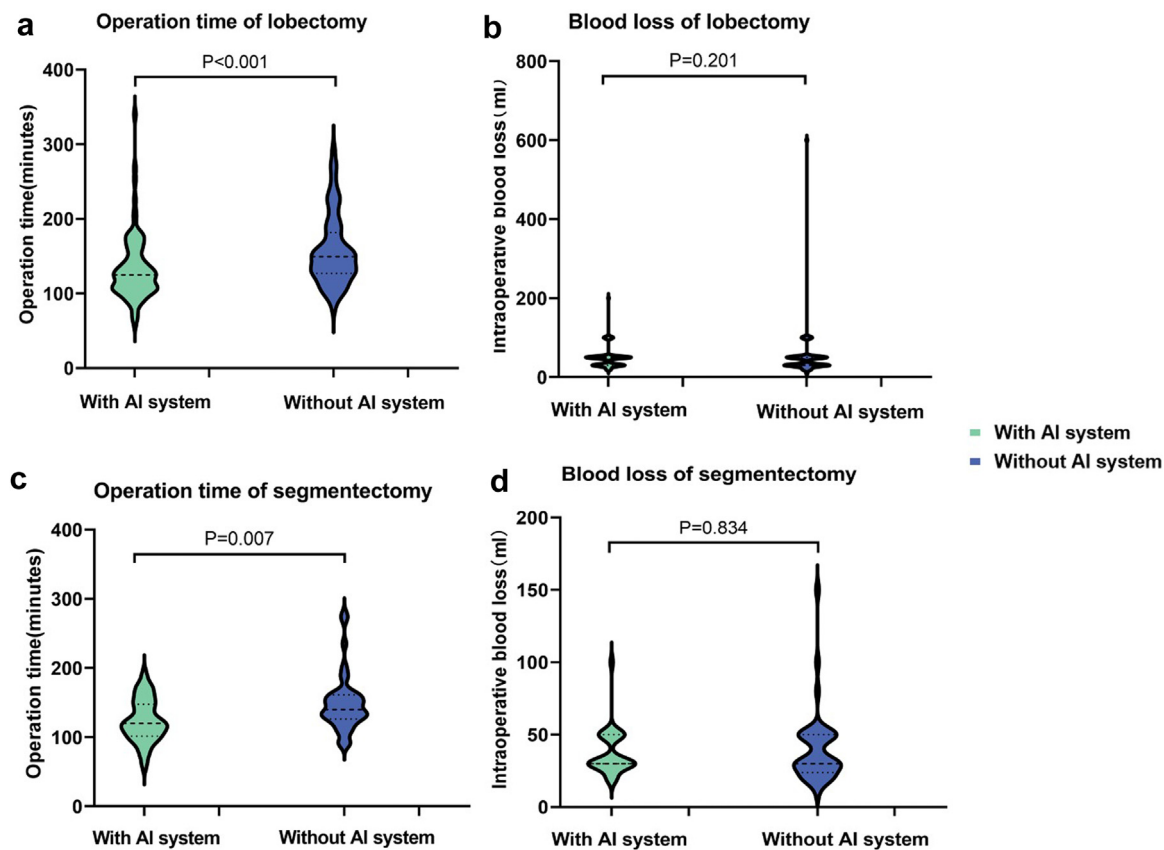 a
Operation time of lobectomy
P<0.001
Operation time(minutes)
400
300
200
100
0
With AI system
Without AI system
b
Blood loss of lobectomy
P=0.201
Intraoperative blood loss(ml)
800
600
400
200
0
With AI system
Without AI system
With AI system
Without AI system
c
Operation time of segmentectomy
P=0.007
Operation time(minutes)
400
300
200
100
0
With AI system
Without AI system
d
Blood loss of segmentectomy
P=0.834
Intraoperative blood loss(ml)
200
150
100
50
0
With AI system
Without AI system